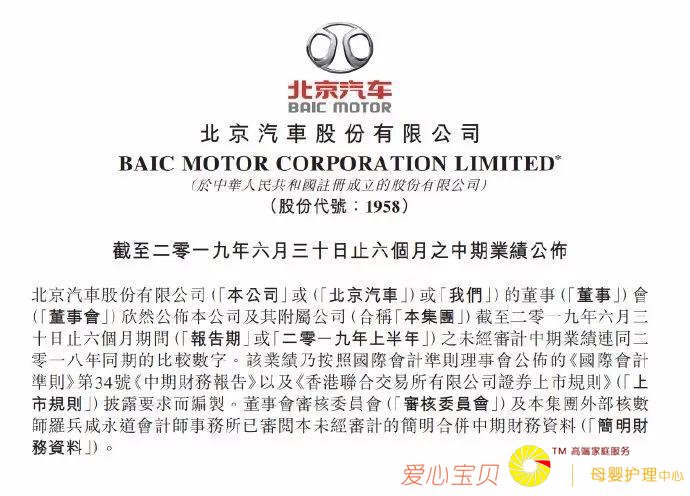 北京汽车
BAIC MOTOR
北京汽車股份有限公司
BAIC MOTOR CORPORATION LIMITED*
(於中華人民共和國註冊成立的股份有限公司)
(股份代號：1958)
截至二零一九年六月三十日止六個月之中期業績公佈
北京汽車股份有限公司(「本公司」或(「北京汽車」)或「我們」)的董事(「董事」)會
(「董事會」)欣然公佈本公司及其附屬公司(合稱「本集團」)截至二零一九年六月三
十日止六個月期間(「報告期」或「二零一九年上半年」)之未經審計中期業績連同二
零一八年同期的比較數字。該業績乃按照國際會計準則理事會公佈的《國際會計
準則》第34號《中期財務報告》以及《香港聯合交易所有限公司證券上市規則》(「上
市規則」)披露要求而編製。董事會審核委員會(「審核委員會」)及本集團外部核數
師羅兵咸永道會計師事務所已審閱本未經審計的簡明合併中期財務資料(「簡明財
務資料」)。
爱心宝贝 TM 高端家庭服务
母婴护理中心